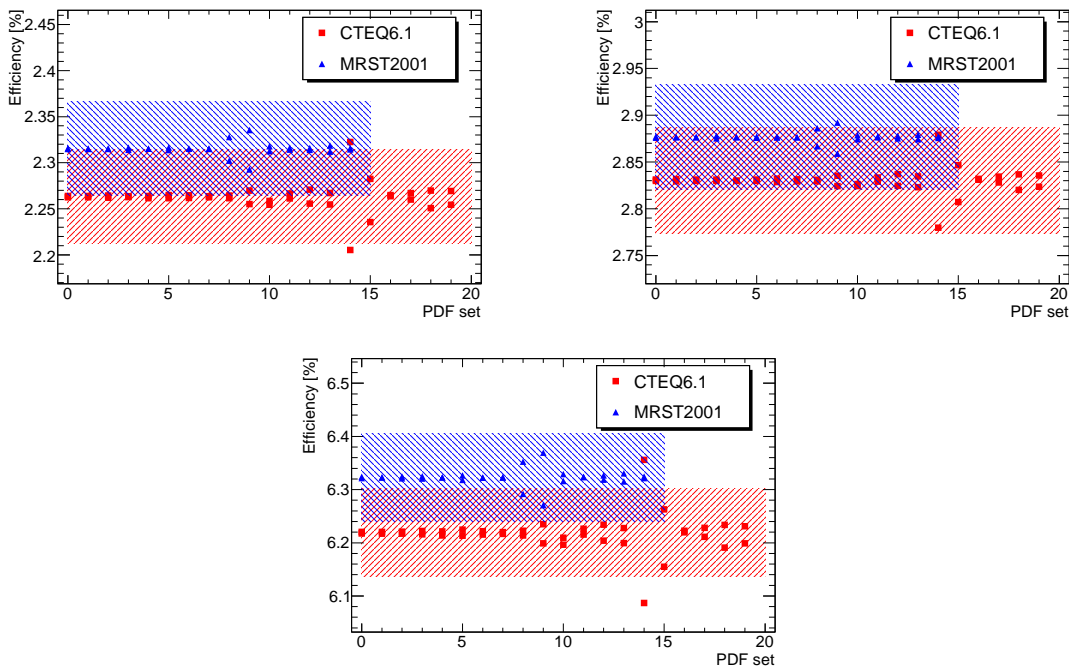 Efficiency [%]
2.45
2.4
2.35
2.3
2.25
2.2
CTEQ6.1
MRST2001
0 5 10 15 20
PDF set
Efficiency [%]
3
2.95
2.9
2.85
2.8
2.75
CTEQ6.1
MRST2001
0 5 10 15 20
PDF set
Efficiency [%]
6.5
6.4
6.3
6.2
6.1
CTEQ6.1
MRST2001
0 5 10 15 20
PDF set